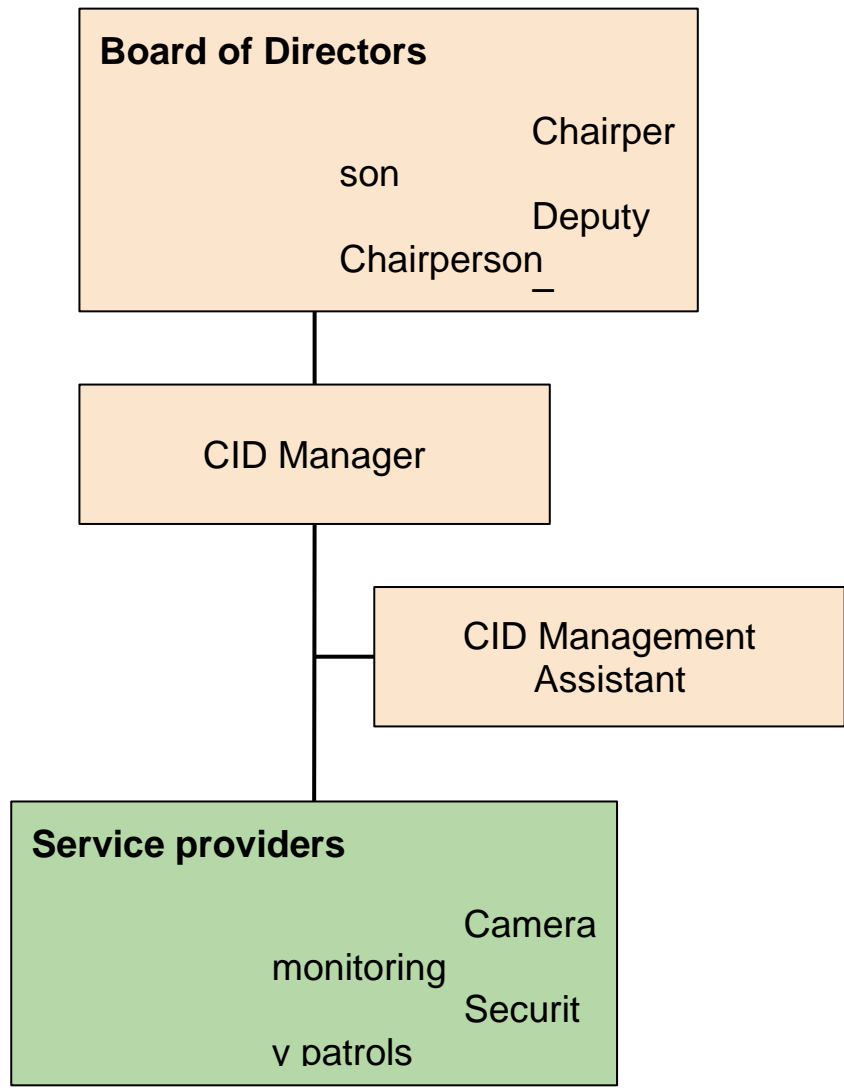 Board of Directors
Chairper
son
Deputy
Chairperson
CID Manager
CID Management
Assistant
Service providers
Camera
monitoring
Securit
y patrols